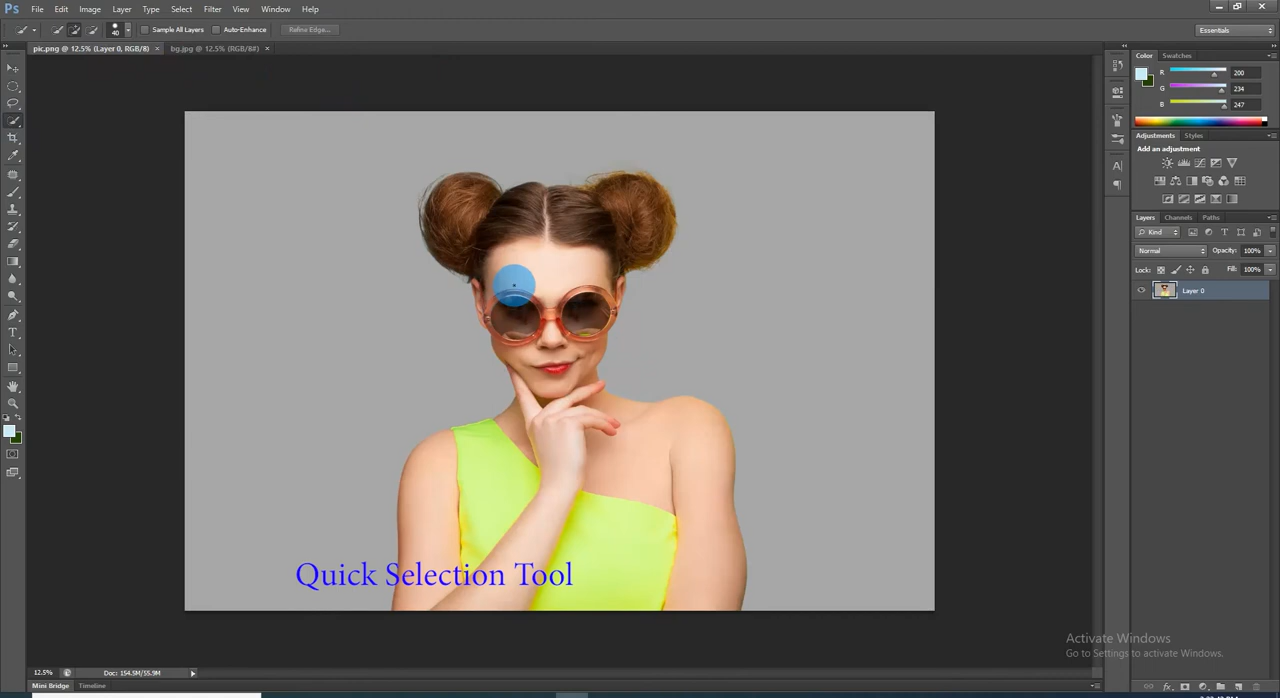 Ps File Edit Image Layer Type Select Filter View Window Help
40 Sample All Layers Auto-Enhance Refine Edge... Essentials
pic.png @ 12.5% (Layer 0, RGB/8) × bg.jpg @ 12.5% (RGB/8#) ×
Color Swatches
R 200
G 234
B 247
Adjustments Styles
Add an adjustment
Layers Channels Paths
Kind
Normal Opacity: 100%
Lock: Fill: 100%
Layer 0
Quick Selection Tool
Activate Windows
Go to Settings to activate Windows.
12.5% Doc: 154.5M/55.9M
Mini Bridge Timeline